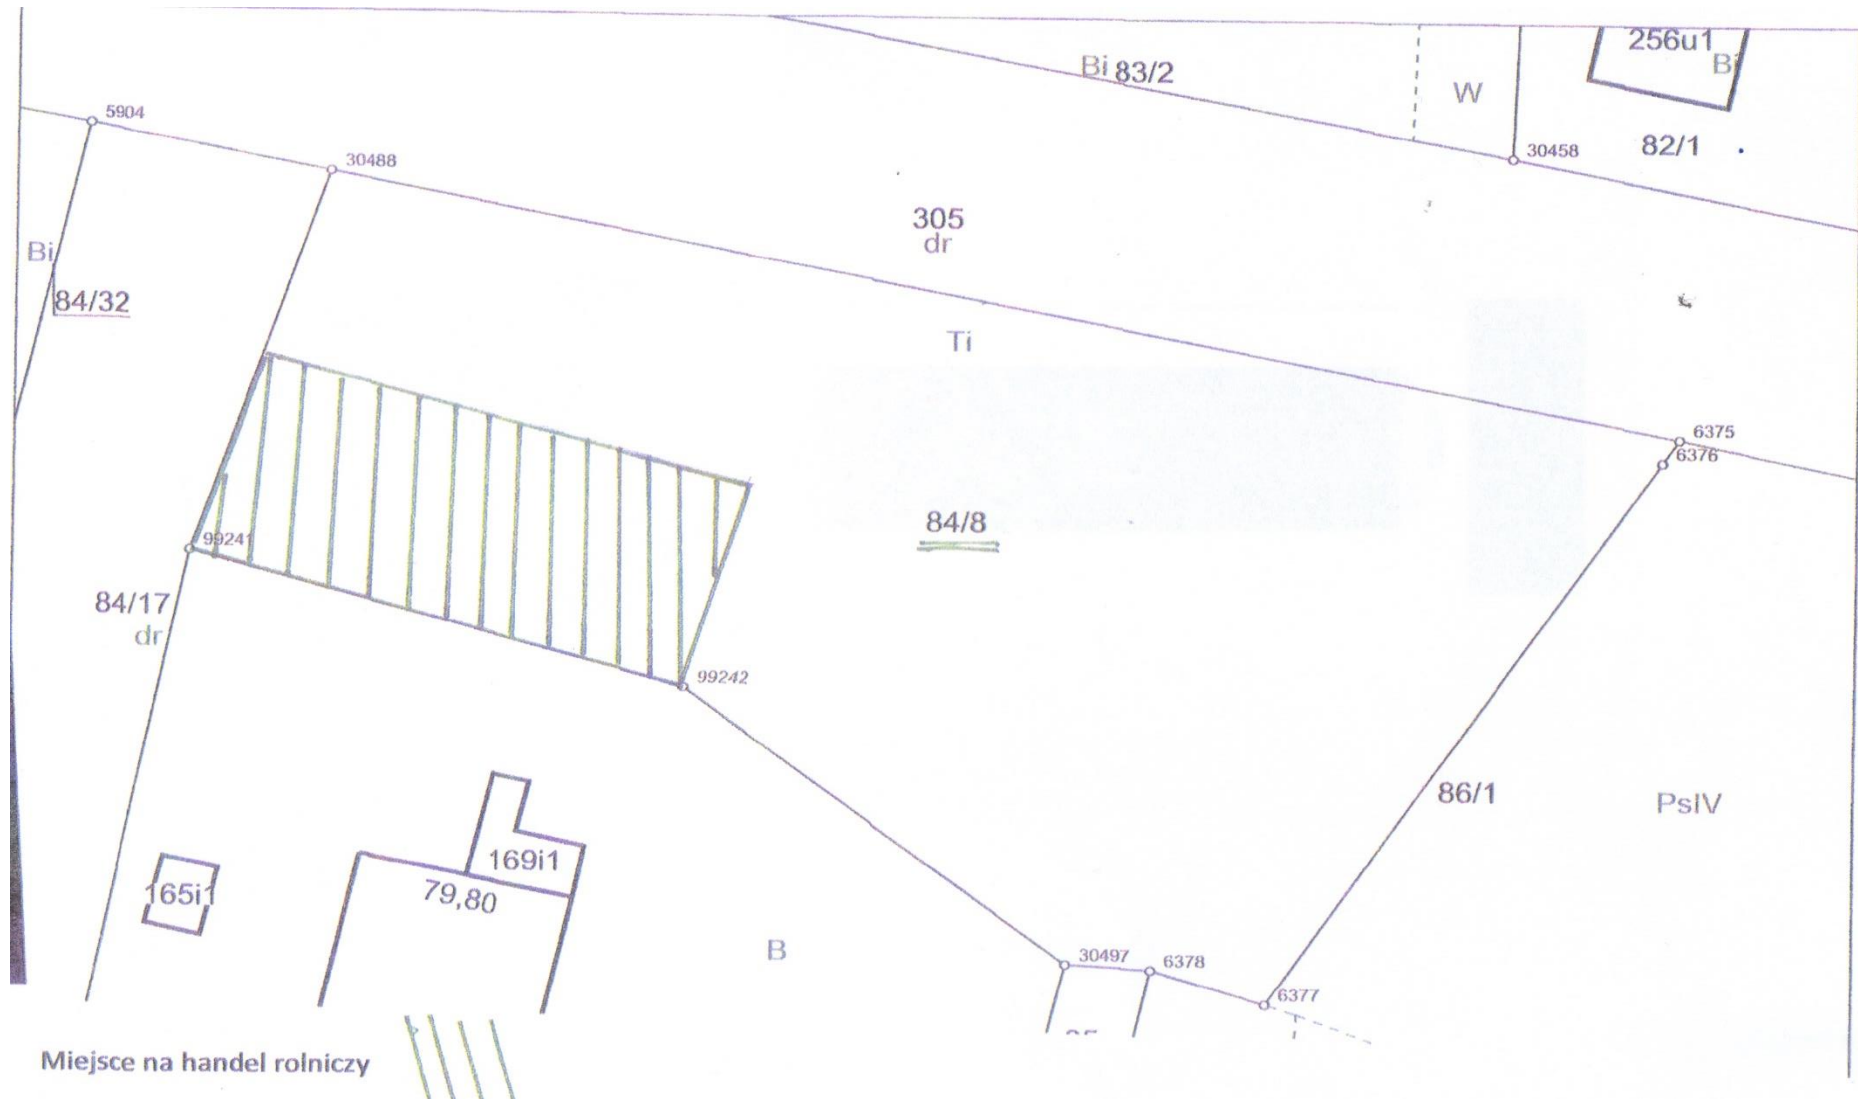 256u1
Bi 83/2
Bi
W
5904
82/1
30458
30488
305
dr
Bi
84/32
Ti
6375
6376
84/8
99241
84/17
dr
99242
86/1
PsIV
169i1
165i1
79,80
B
30497
6378
6377
Miejsce na handel rolniczy